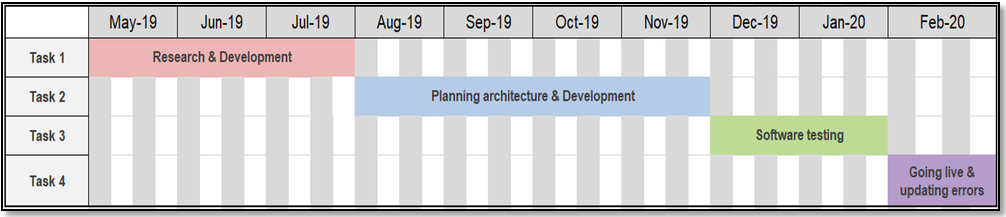 May-19 Jun-19 Jul-19 Aug-19 Sep-19 Oct-19 Nov-19 Dec-19 Jan-20 Feb-20
Task 1 Research & Development
Task 2 Planning architecture & Development
Task 3 Software testing
Task 4 Going live &
updating errors